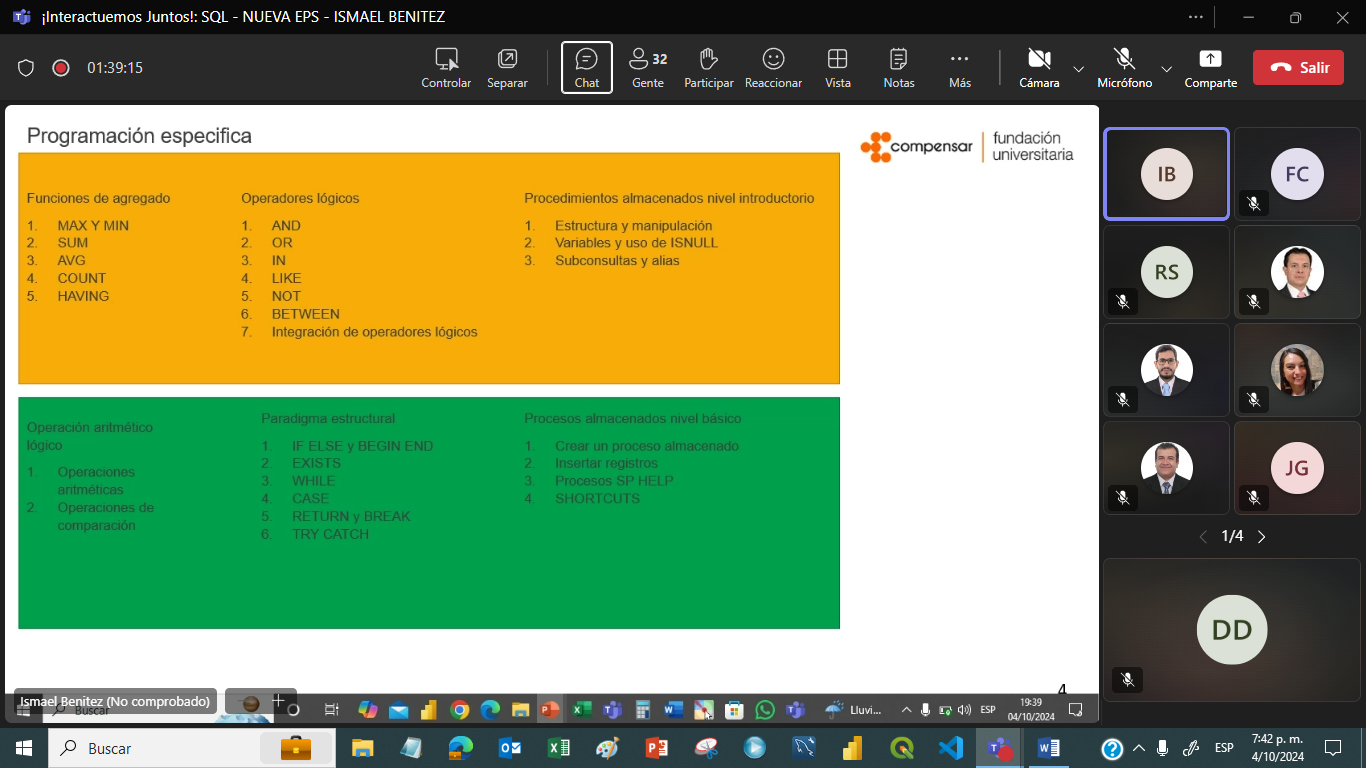 ¡Interactuemos Juntos!: SQL - NUEVA EPS - ISMAEL BENITEZ
01:39:15
Controlar
Separar
Chat
32
Gente
Participar
Reaccionar
Vista
Notas
Más
Cámara
Micrófono
Comparte
Salir
Programación especifica
compensar
fundación
universitaria
Funciones de agregado
1. MAX Y MIN
2. SUM
3. AVG
4. COUNT
5. HAVING
Operadores lógicos
1. AND
2. OR
3. IN
4. LIKE
5. NOT
6. BETWEEN
7. Integración de operadores lógicos
Procedimientos almacenados nivel introductorio
1. Estructura y manipulación
2. Variables y uso de ISNULL
3. Subconsultas y alias
Operación aritmético
lógico
1. Operaciones
aritméticas
2. Operaciones de
comparación
Paradigma estructural
1. IF ELSE y BEGIN END
2. EXISTS
3. WHILE
4. CASE
5. RETURN y BREAK
6. TRY CATCH
Procesos almacenados nivel básico
1. Crear un proceso almacenado
2. Insertar registros
3. Procesos SP HELP
4. SHORTCUTS
4
IB
FC
RS
JG
1/4
DD
Ismael Benitez (No comprobado)
Buscar
Lluvi...
ESP
19:39
04/10/2024
Buscar
ESP
7:42 p. m.
4/10/2024